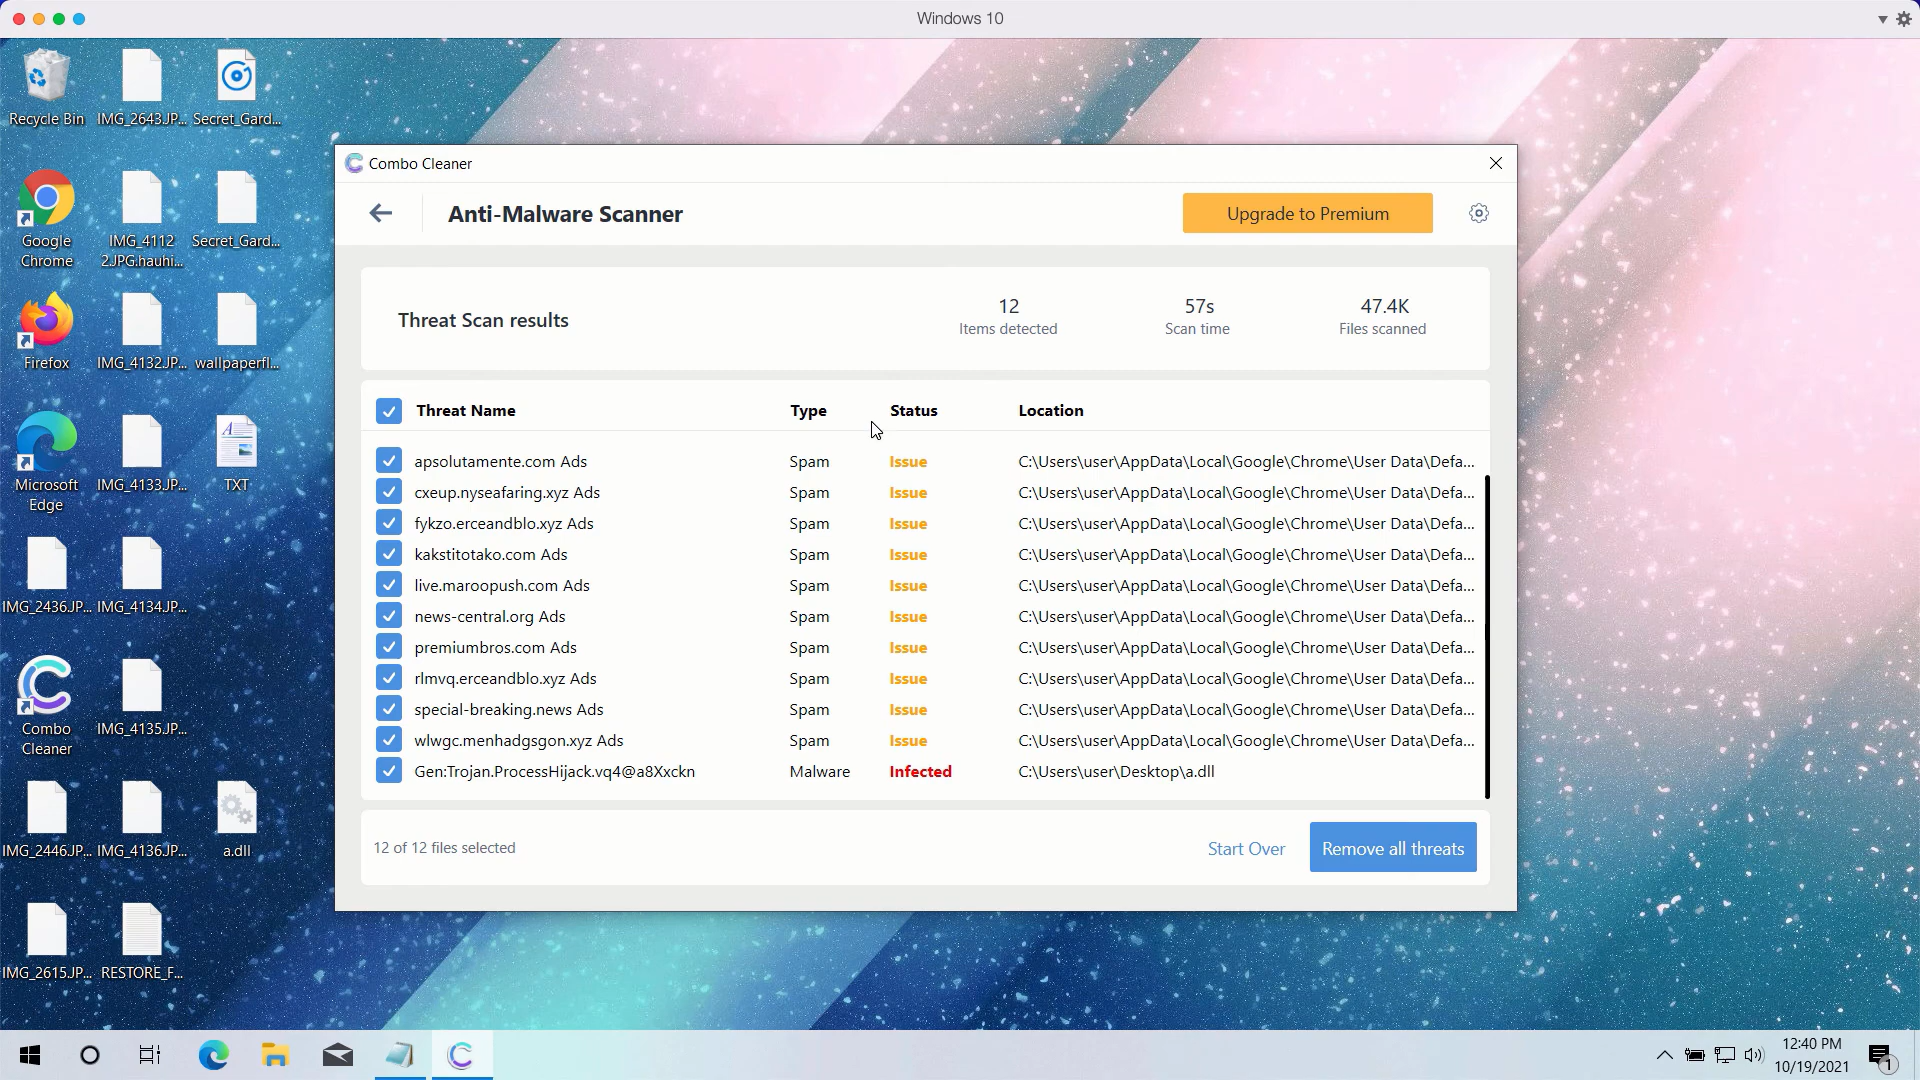 Windows 10
Recycle Bin
IMG_2643.JP...
Secret_Gard...
Google
Chrome
IMG_4112
2.JPG.hauhi...
Secret_Gard...
Firefox
IMG_4132.JP...
wallpaperfl...
Microsoft
Edge
IMG_4133.JP...
TXT
IMG_2436.JP...
IMG_4134.JP...
Combo
Cleaner
IMG_4135.JP...
IMG_2446.JP...
IMG_4136.JP...
a.dll
IMG_2615.JP...
RESTORE_F...
Combo Cleaner
Anti-Malware Scanner
Upgrade to Premium
Threat Scan results
12
Items detected
57s
Scan time
47.4K
Files scanned
Threat Name Type Status Location
apsolutamente.com Ads Spam Issue C:\Users\user\AppData\Local\Google\Chrome\User Data\Defa...
cxeup.nyseafaring.xyz Ads Spam Issue C:\Users\user\AppData\Local\Google\Chrome\User Data\Defa...
fykzo.erceandblo.xyz Ads Spam Issue C:\Users\user\AppData\Local\Google\Chrome\User Data\Defa...
kakstitotako.com Ads Spam Issue C:\Users\user\AppData\Local\Google\Chrome\User Data\Defa...
live.maroopush.com Ads Spam Issue C:\Users\user\AppData\Local\Google\Chrome\User Data\Defa...
news-central.org Ads Spam Issue C:\Users\user\AppData\Local\Google\Chrome\User Data\Defa...
premiumbros.com Ads Spam Issue C:\Users\user\AppData\Local\Google\Chrome\User Data\Defa...
rlmvq.erceandblo.xyz Ads Spam Issue C:\Users\user\AppData\Local\Google\Chrome\User Data\Defa...
special-breaking.news Ads Spam Issue C:\Users\user\AppData\Local\Google\Chrome\User Data\Defa...
wlwgc.menhadgsgon.xyz Ads Spam Issue C:\Users\user\AppData\Local\Google\Chrome\User Data\Defa...
Gen:Trojan.ProcessHijack.vq4@a8Xxckn Malware Infected C:\Users\user\Desktop\a.dll
12 of 12 files selected
Start Over
Remove all threats
12:40 PM
10/19/2021
1